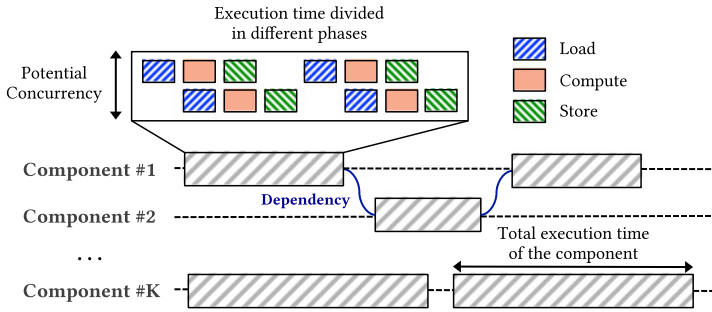 Execution time divided
in different phases
Potential
Concurrency
Load
Compute
Store
Component #1
Dependency
Component #2
Total execution time
of the component
...
Component #K